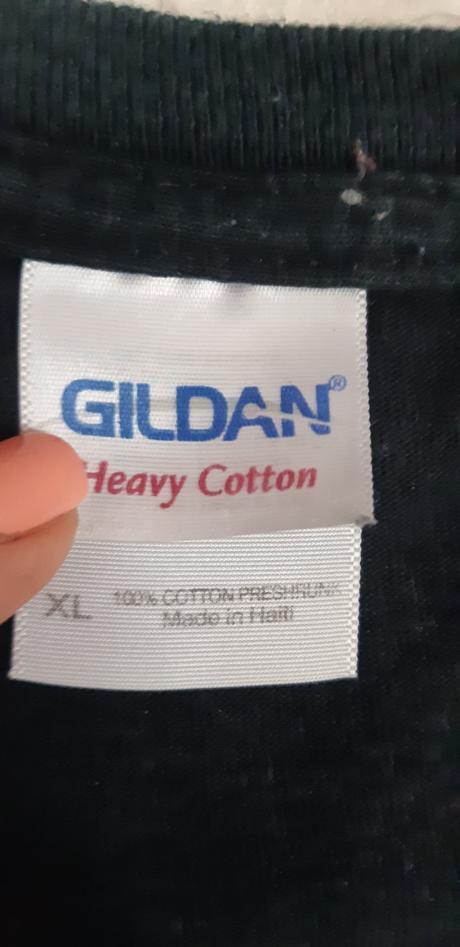 GILDAN®
Heavy Cotton
XL 100% COTTON PRESHRUNK
Made in Haiti